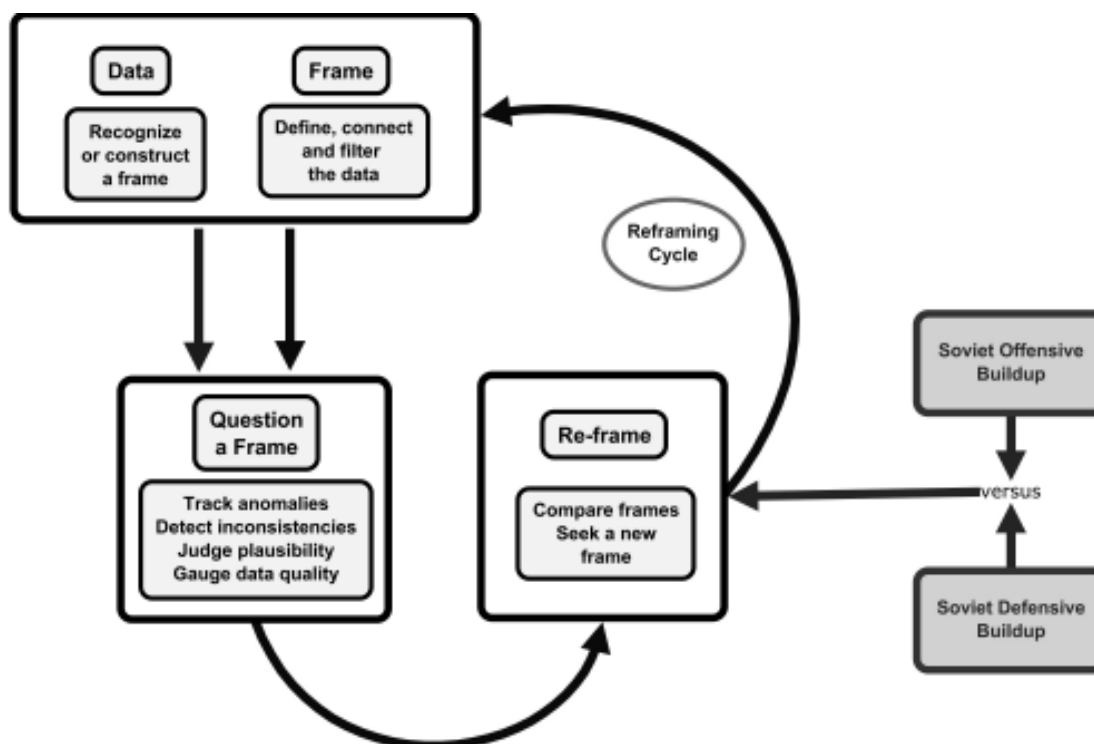 Data
Frame
Recognize
or construct
a frame
Define, connect
and filter
the data
Reframing
Cycle
Soviet Offensive
Buildup
Question
a Frame
Re-frame
Track anomalies
Detect inconsistencies
Judge plausibility
Gauge data quality
Compare frames
Seek a new
frame
versus
Soviet Defensive
Buildup